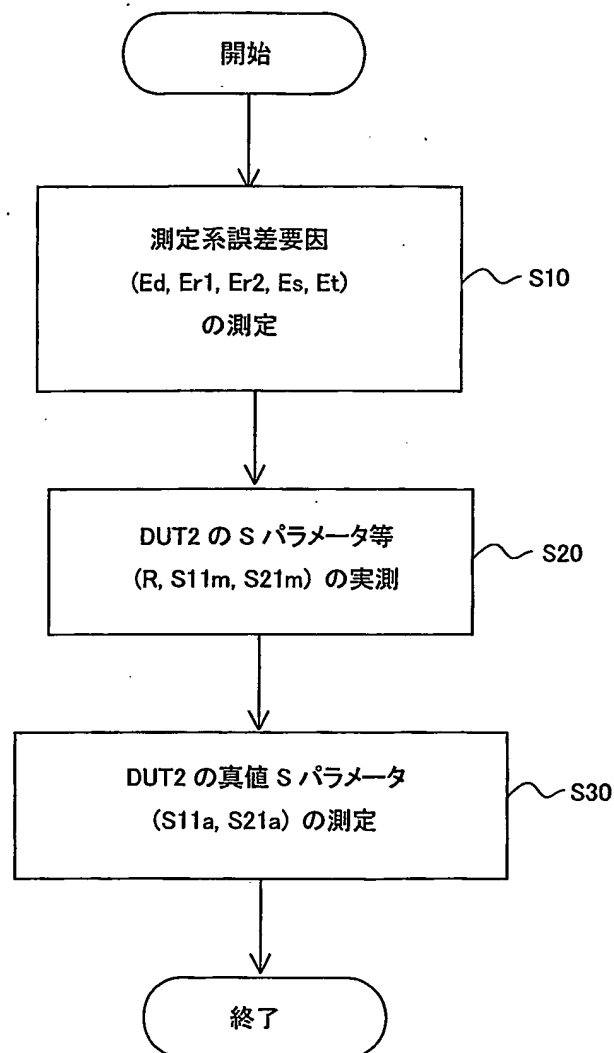 開始
測定系誤差要因
(Ed, Er1, Er2, Es, Et)
の測定
S10
DUT2 の S パラメータ等
(R, S11m, S21m) の実測
S20
DUT2 の真値 S パラメータ
(S11a, S21a) の測定
S30
終了